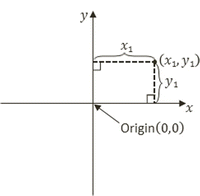 y
x₁
(x₁, y₁)
y₁
x
Origin(0,0)